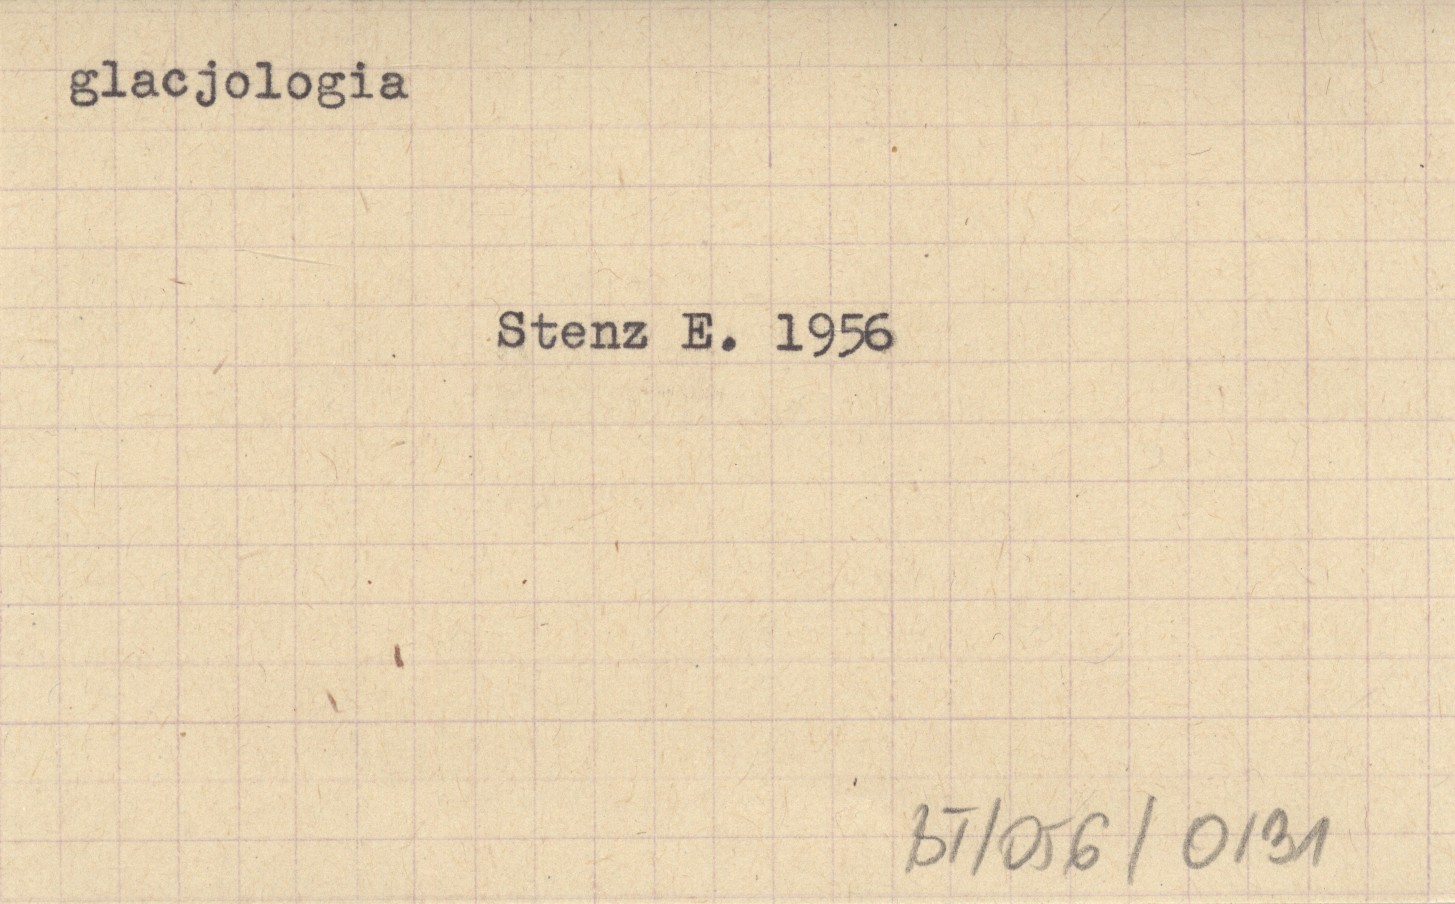 glacjologia
Stenz E. 1956
BT/056/0131